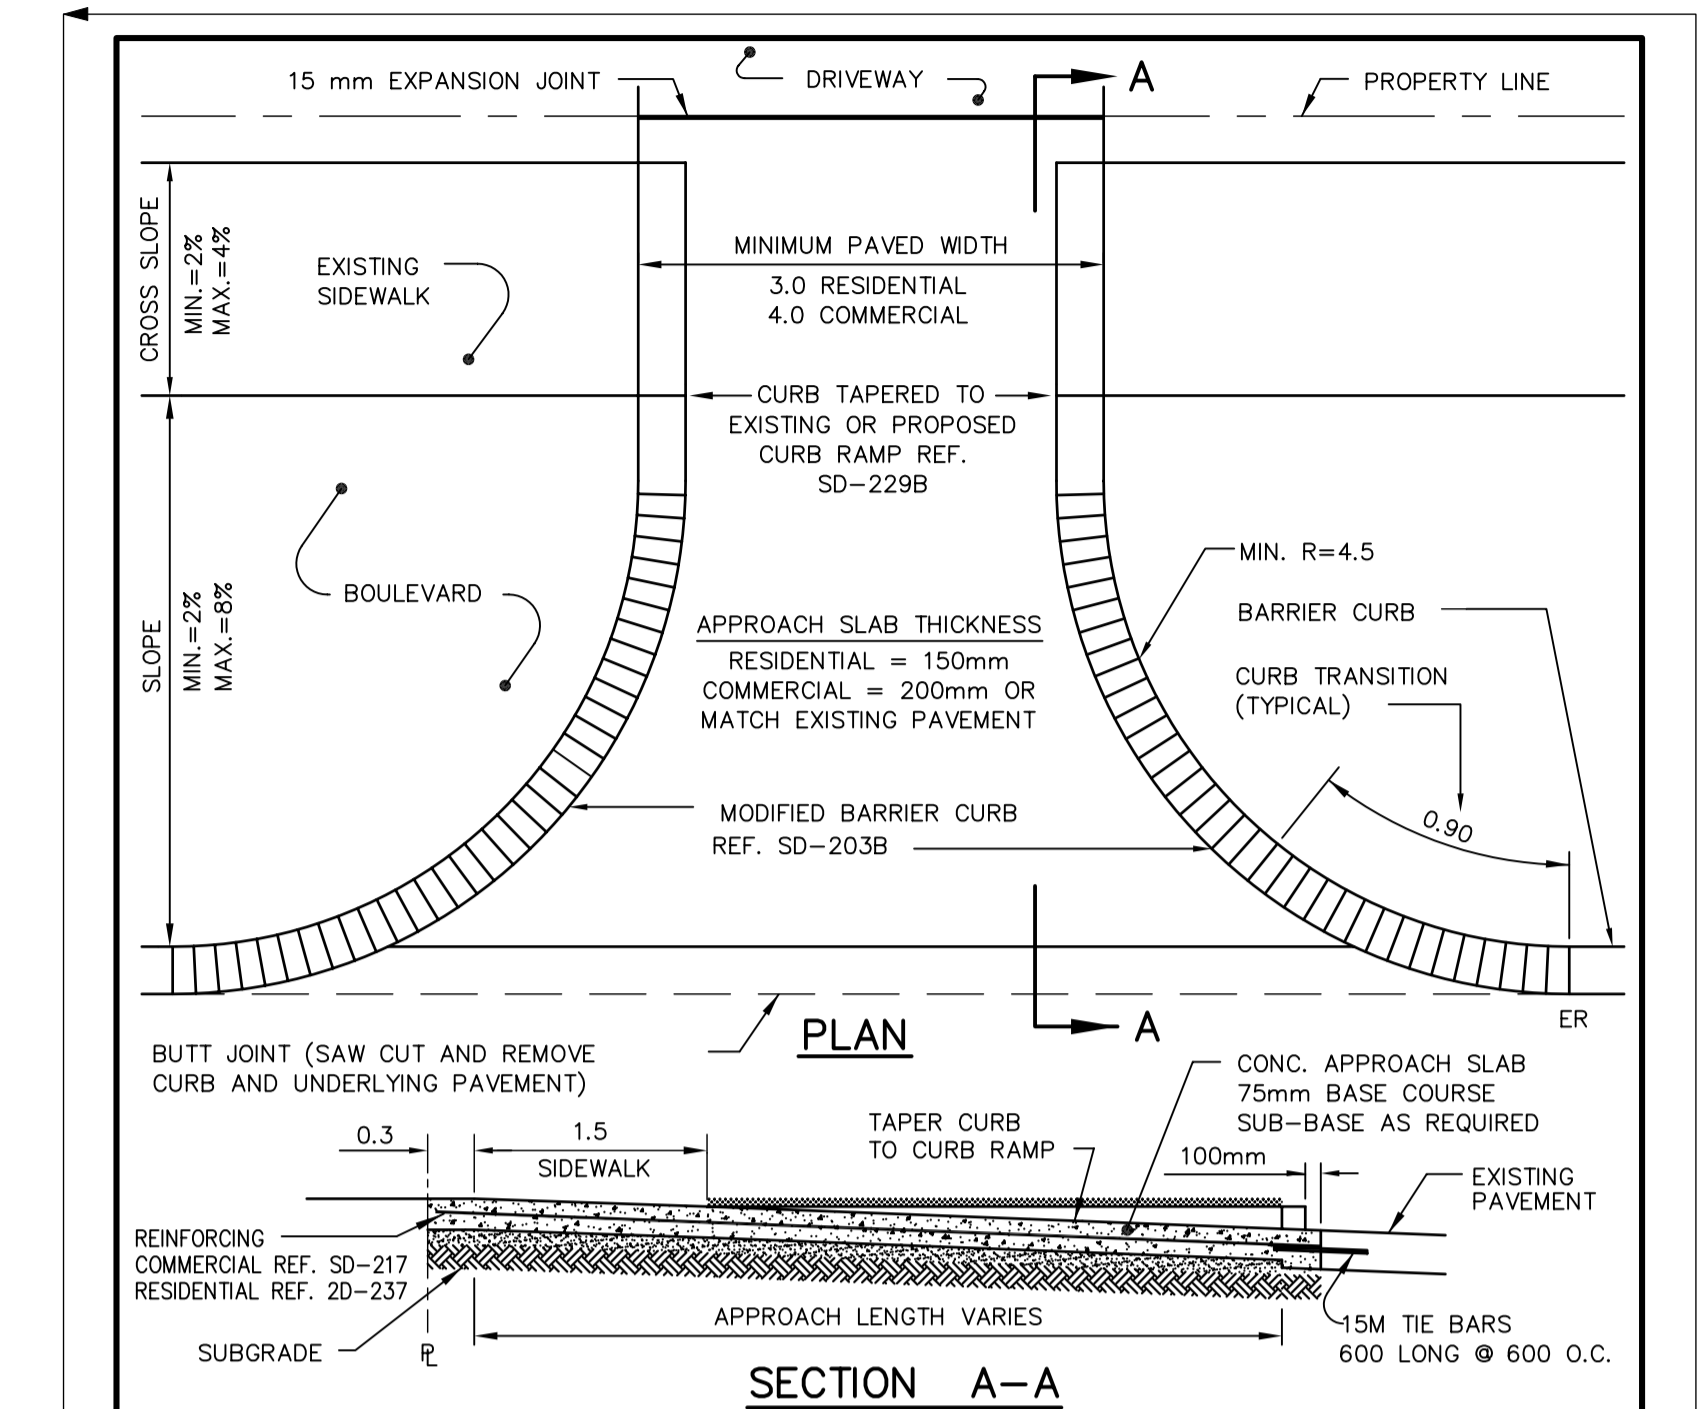 15 mm EXPANSION JOINT
DRIVEWAY
A
PROPERTY LINE
CROSS SLOPE
MIN.=2%
MAX.=4%
EXISTING
SIDEWALK
MINIMUM PAVED WIDTH
3.0 RESIDENTIAL
4.0 COMMERCIAL
CURB TAPERED TO
EXISTING OR PROPOSED
CURB RAMP REF.
SD-229B
SLOPE
MIN.=2%
MAX.=8%
BOULEVARD
APPROACH SLAB THICKNESS
RESIDENTIAL = 150mm
COMMERCIAL = 200mm OR
MATCH EXISTING PAVEMENT
MIN. R=4.5
BARRIER CURB
CURB TRANSITION
(TYPICAL)
0.90
MODIFIED BARRIER CURB
REF. SD-203B
ER
PLAN
A
BUTT JOINT (SAW CUT AND REMOVE
CURB AND UNDERLYING PAVEMENT)
CONC. APPROACH SLAB
75mm BASE COURSE
SUB-BASE AS REQUIRED
TAPER CURB
TO CURB RAMP
0.3
1.5
SIDEWALK
100mm
EXISTING
PAVEMENT
REINFORCING
COMMERCIAL REF. SD-217
RESIDENTIAL REF. 2D-237
SUBGRADE
PL
APPROACH LENGTH VARIES
15M TIE BARS
600 LONG @ 600 O.C.
SECTION A-A